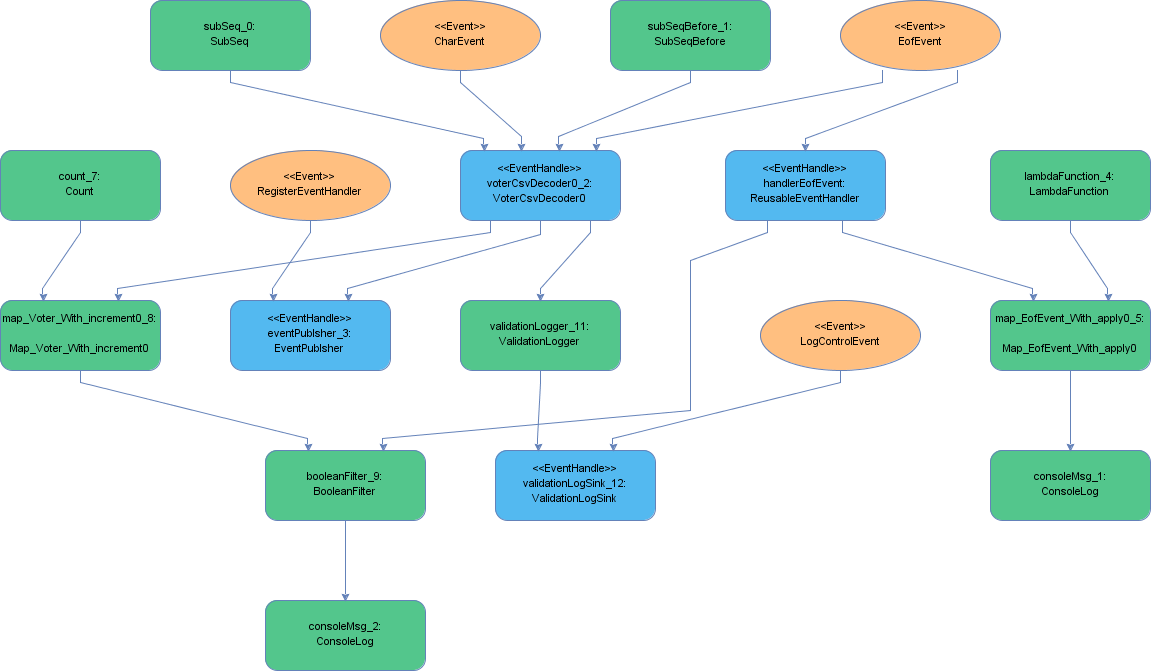 subSeq_0:
SubSeq
<<Event>>
CharEvent
subSeqBefore_1:
SubSeqBefore
<<Event>>
EofEvent
count_7:
Count
<<Event>>
RegisterEventHandler
<<EventHandle>>
voterCsvDecoder0_2:
VoterCsvDecoder0
<<EventHandle>>
handlerEofEvent:
ReusableEventHandler
lambdaFunction_4:
LambdaFunction
map_Voter_With_increment0_8:
Map_Voter_With_increment0
<<EventHandle>>
eventPublsher_3:
EventPublsher
validationLogger_11:
ValidationLogger
<<Event>>
LogControlEvent
map_EofEvent_With_apply0_5:
Map_EofEvent_With_apply0
booleanFilter_9:
BooleanFilter
<<EventHandle>>
validationLogSink_12:
ValidationLogSink
consoleMsg_1:
ConsoleLog
consoleMsg_2:
ConsoleLog